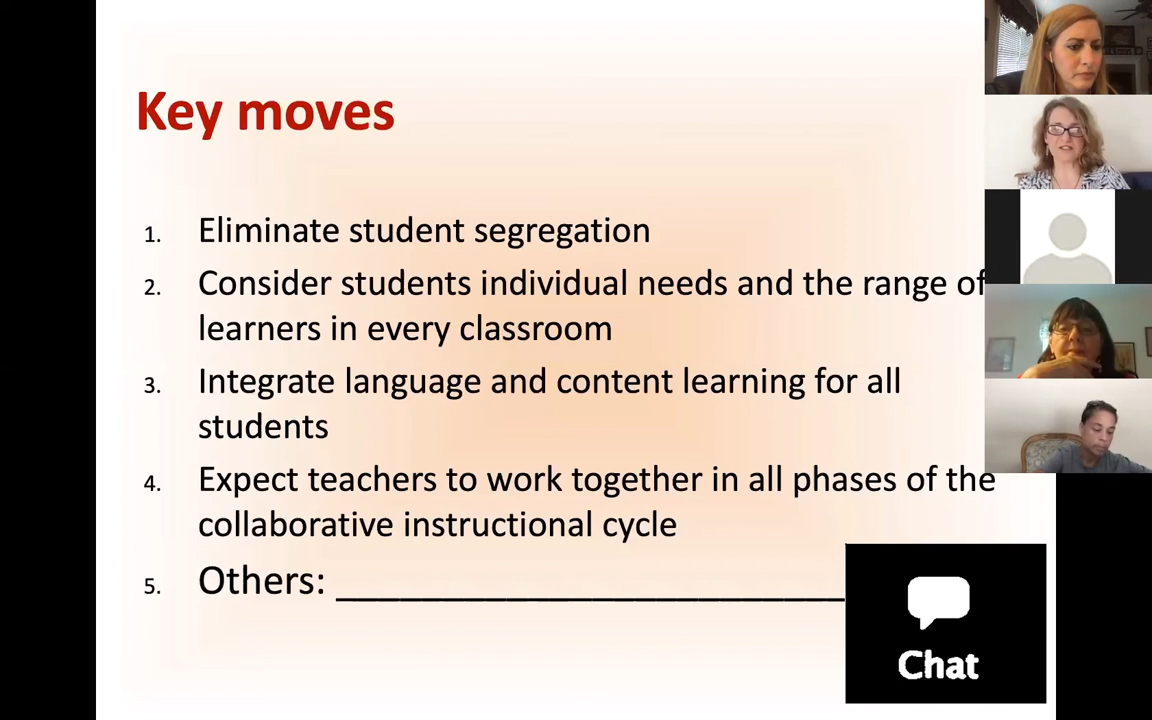 Key moves
1. Eliminate student segregation
2. Consider students individual needs and the range of
learners in every classroom
3. Integrate language and content learning for all
students
4. Expect teachers to work together in all phases of the
collaborative instructional cycle
5. Others: ________________________
Chat